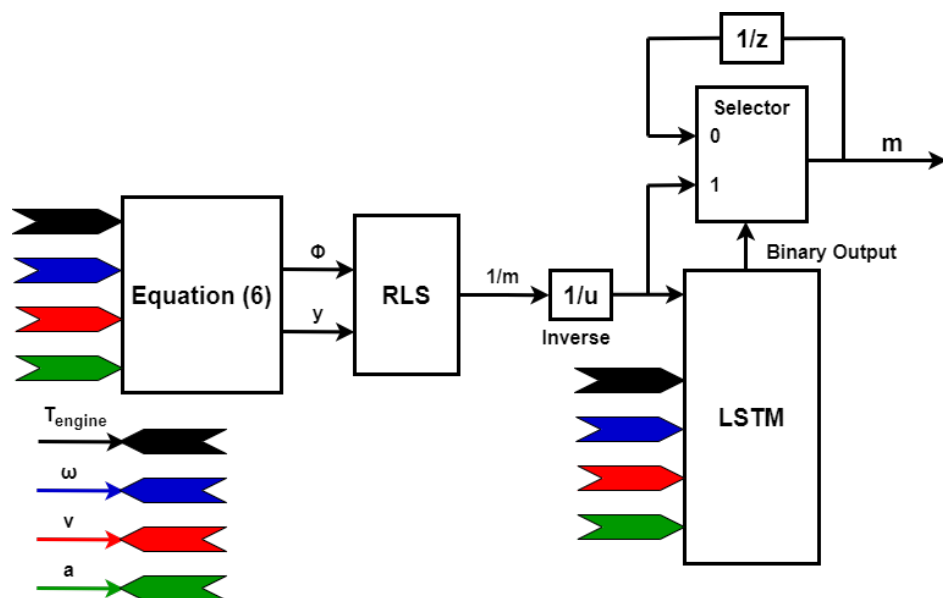 1/z
Selector
0
m
1
Φ
Binary Output
Equation (6)
RLS
1/m
1/u
y
Inverse
LSTM
Tengine
ω
v
a